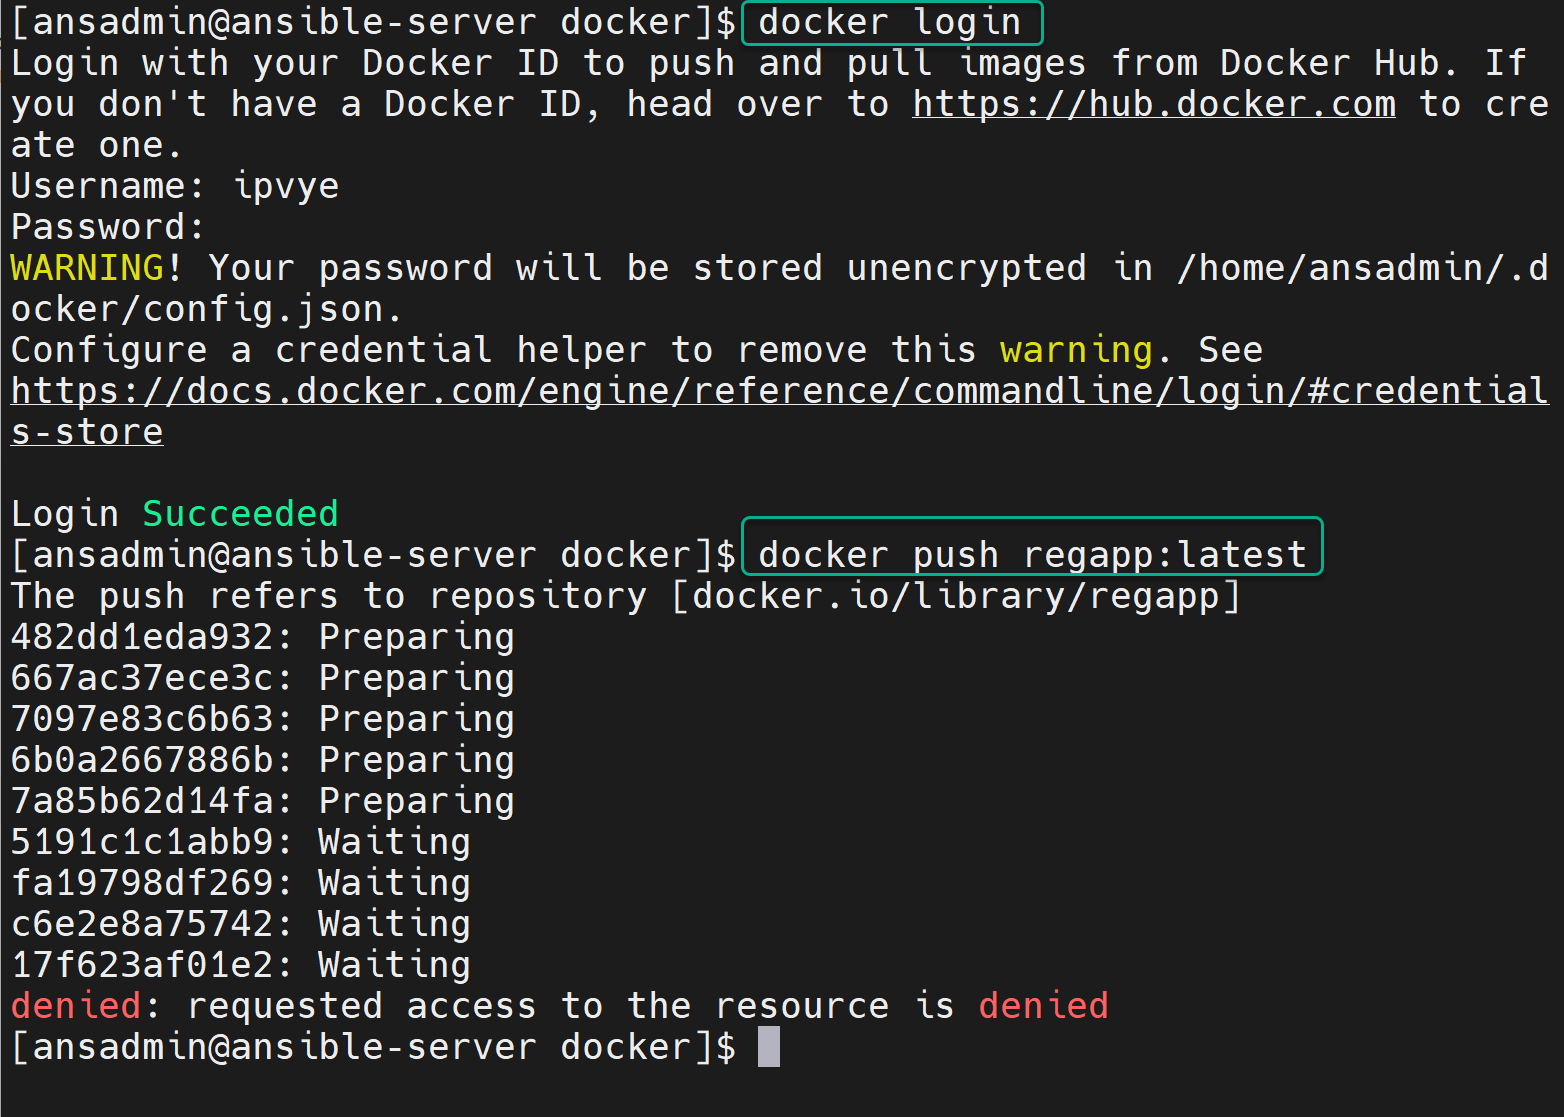 [ansadmin@ansible-server docker]$ docker login
Login with your Docker ID to push and pull images from Docker Hub. If
you don't have a Docker ID, head over to https://hub.docker.com to cre
ate one.
Username: ipvye
Password:
WARNING! Your password will be stored unencrypted in /home/ansadmin/.d
ocker/config.json.
Configure a credential helper to remove this warning. See
https://docs.docker.com/engine/reference/commandline/login/#credential
s-store
Login Succeeded
[ansadmin@ansible-server docker]$ docker push regapp:latest
The push refers to repository [docker.io/library/regapp]
482dd1eda932: Preparing
667ac37ece3c: Preparing
7097e83c6b63: Preparing
6b0a2667886b: Preparing
7a85b62d14fa: Preparing
5191c1c1abb9: Waiting
fa19798df269: Waiting
c6e2e8a75742: Waiting
17f623af01e2: Waiting
denied: requested access to the resource is denied
[ansadmin@ansible-server docker]$